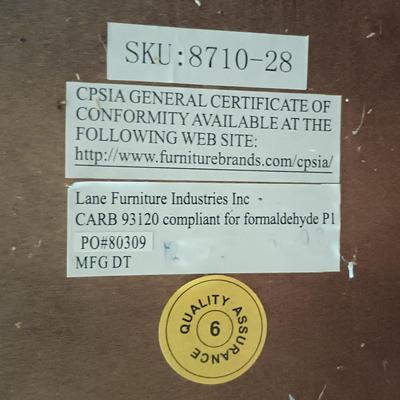 SKU:8710-28
CPSIA GENERAL CERTIFICATE OF
CONFORMITY AVAILABLE AT THE
FOLLOWING WEB SITE:
http://www.furniturebrands.com/cpsia/
Lane Furniture Industries Inc
CARB 93120 compliant for formaldehyde P1
PO#80309
MFG DT
QUALITY ASSURANCE
6